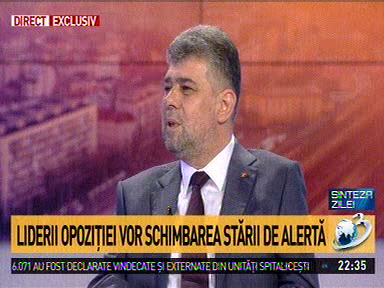 DIRECT EXCLUSIV
SINTEZA
ZILEI
LIDERII OPOZIȚIEI VOR SCHIMBAREA STĂRII DE ALERTĂ
3
6.071 AU FOST DECLARATE VINDECATE ȘI EXTERNATE DIN UNITĂȚI SPITALICEȘTI
22:35